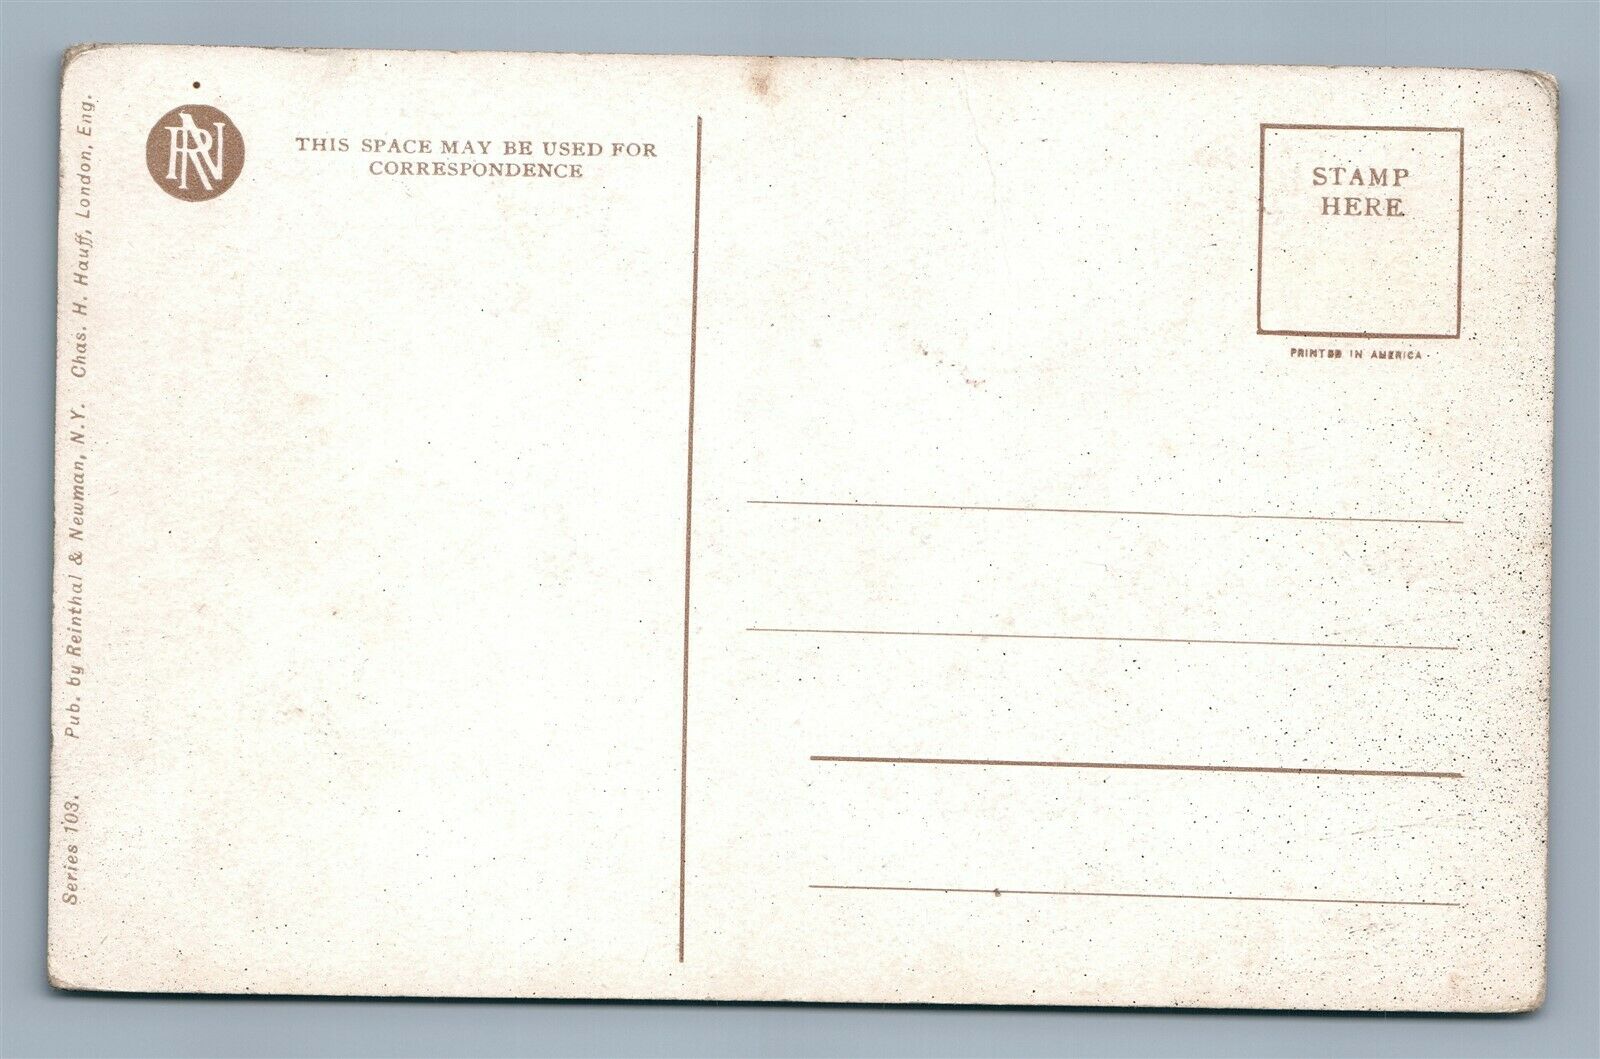 RN
THIS SPACE MAY BE USED FOR
CORRESPONDENCE
STAMP
HERE
PRINTED IN AMERICA
Series 103. Pub. by Reinthal & Newman, N.Y. Chas. H. Hauff, London, Eng.